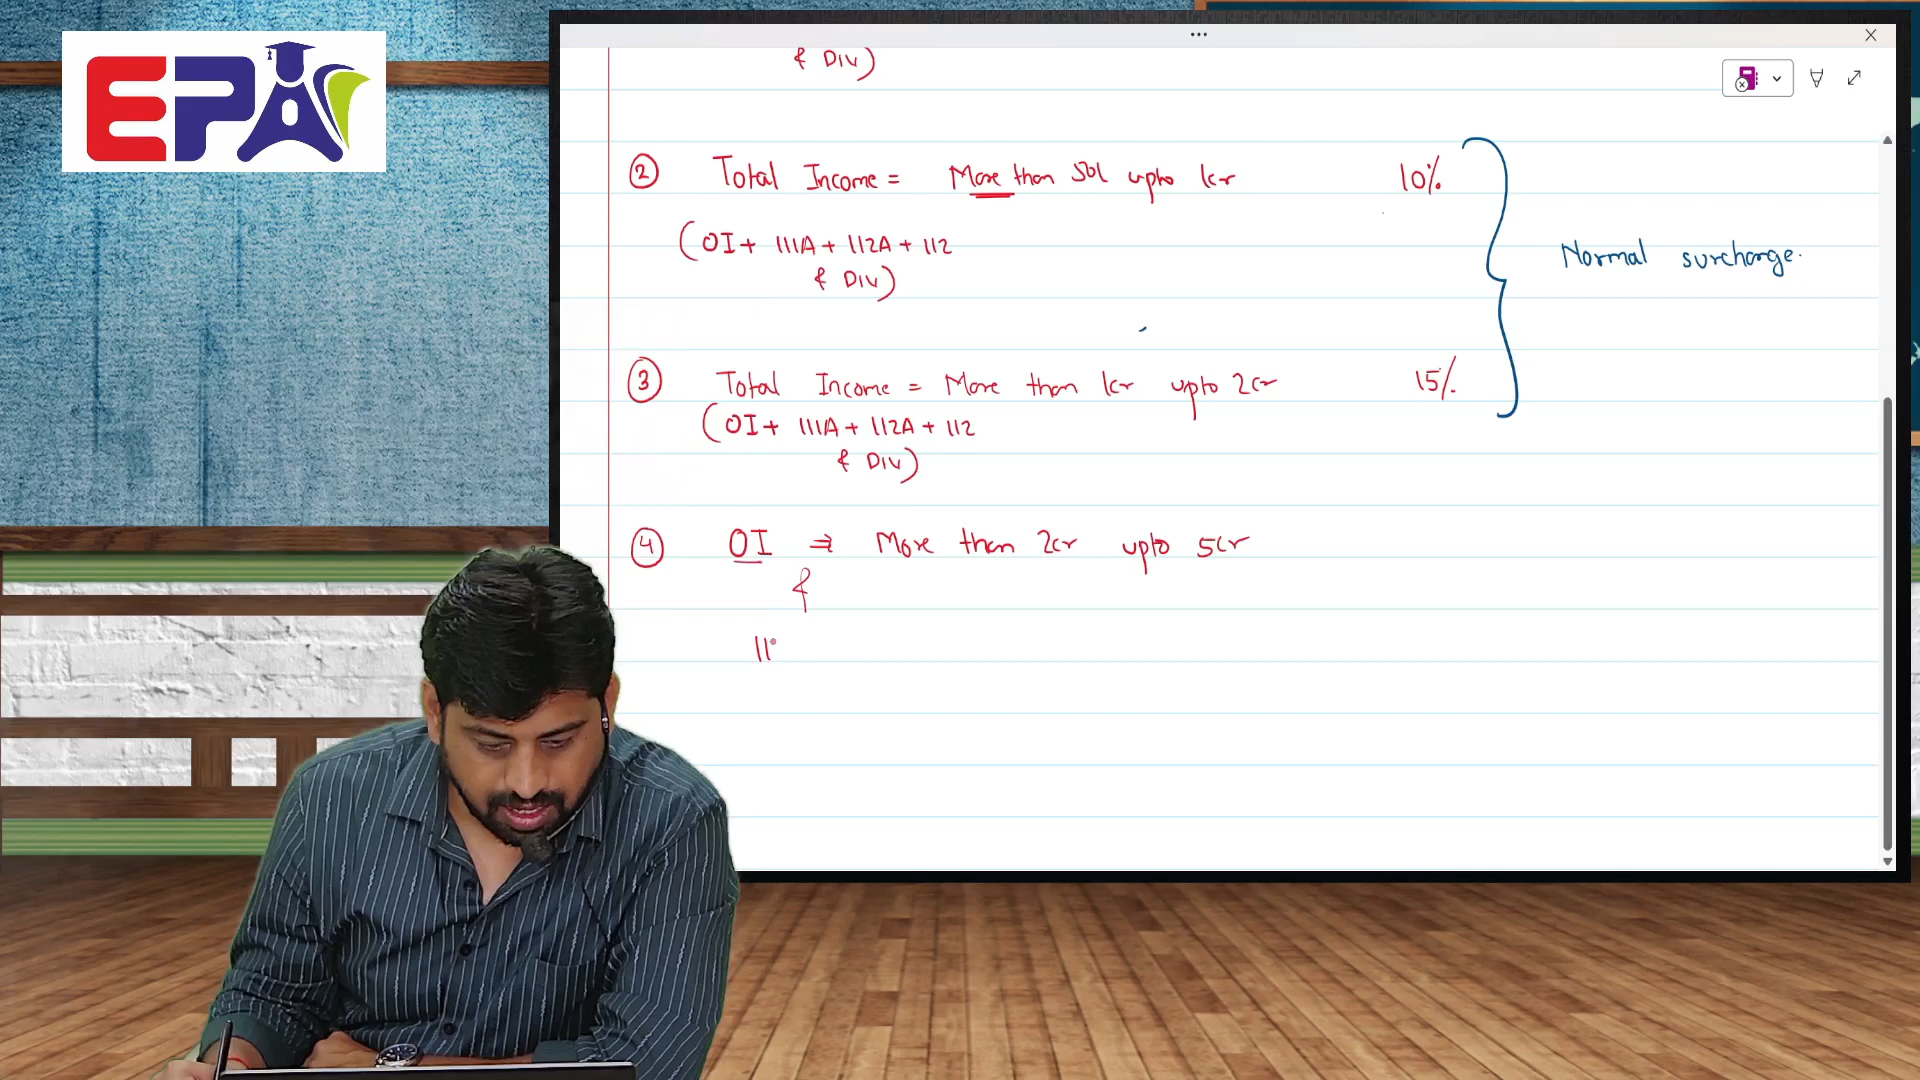 EPA
& Div)
② Total Income = More than 50L upto 1cr 10%
(OI + 111A + 112A + 112
& Div)
Normal surcharge.
③ Total Income = More than 1cr upto 2cr 15%
(OI + 111A + 112A + 112
& Div)
④ OI ⇒ More than 2cr upto 5cr
&
11